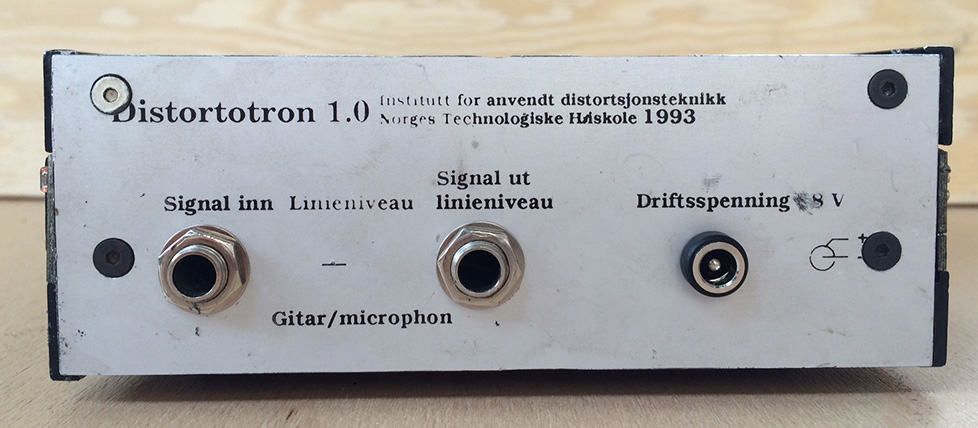 Distortotron 1.0
Institutt for anvendt distortsjonsteknikk
Norges Technologiske Høiskole 1993
Signal inn
Linieniveau
Signal ut
linieniveau
Driftsspenning 8 V
+
-
Gitar/microphon